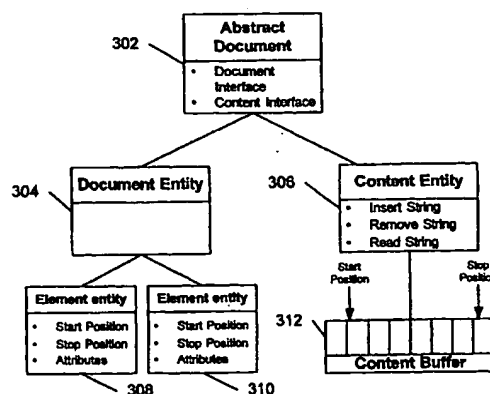 Abstract
Document
302
• Document
Interface
• Content Interface
304
Document Entity
306
Content Entity
• Insert String
• Remove String
• Read String
Start
Position
Stop
Position
Element entity
• Start Position
• Stop Position
• Attributes
Element entity
• Start Position
• Stop Position
• Attributes
312
Content Buffer
308
310